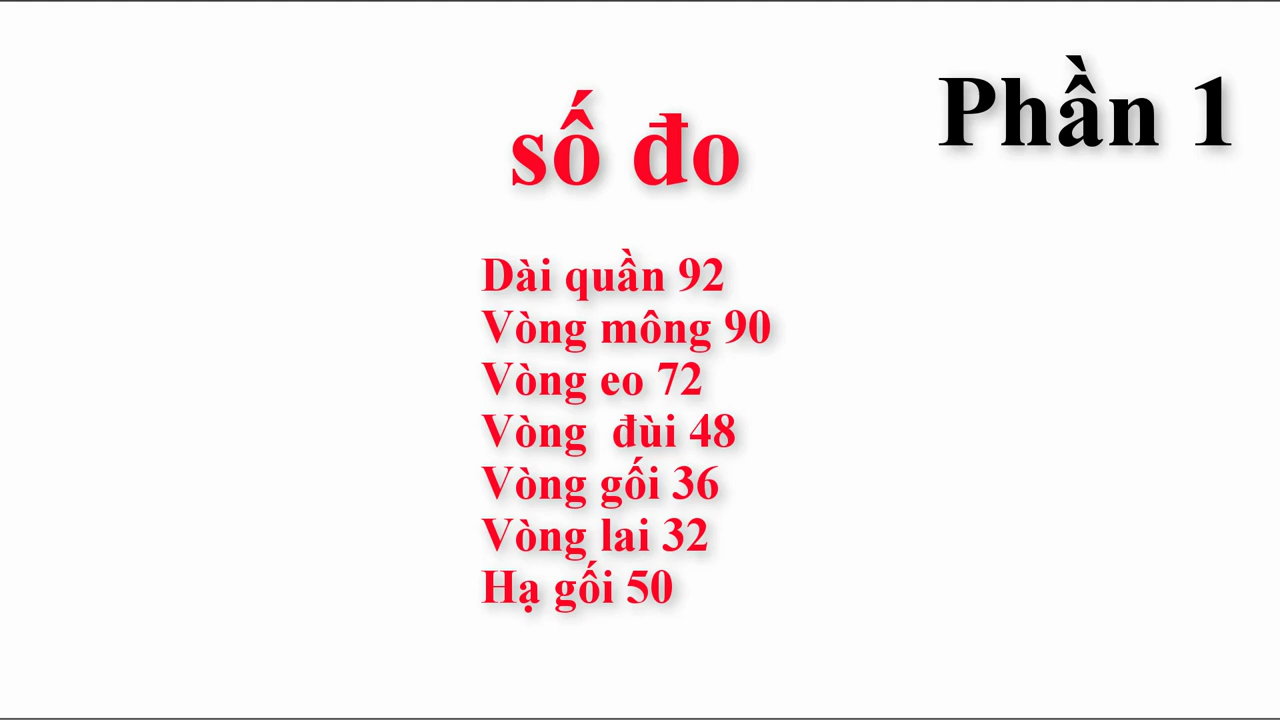 Phần 1
số đo
Dài quần 92
Vòng mông 90
Vòng eo 72
Vòng  đùi 48
Vòng gối 36
Vòng lai 32
Hạ gối 50